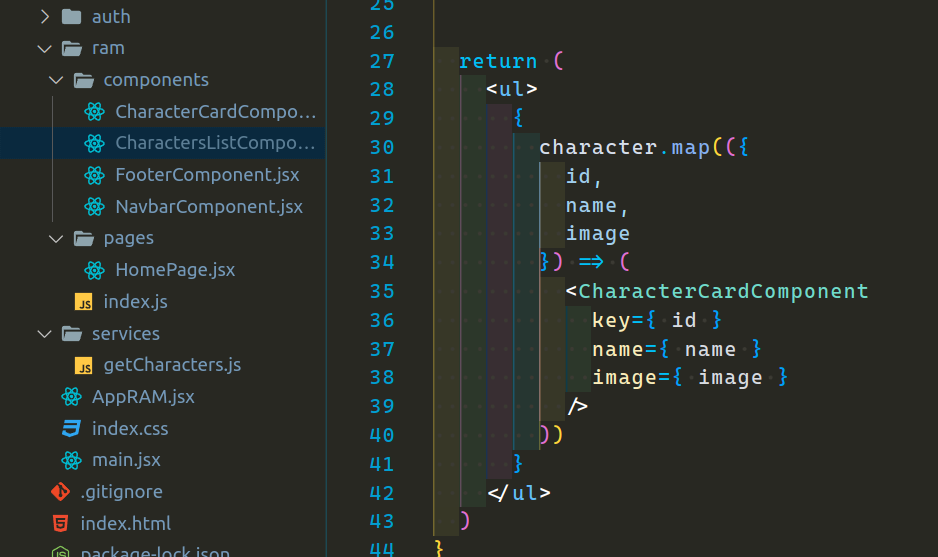 auth
ram
components
CharacterCardCompo...
CharactersListCompo...
FooterComponent.jsx
NavbarComponent.jsx
pages
HomePage.jsx
JS index.js
services
JS getCharacters.js
AppRAM.jsx
index.css
main.jsx
.gitignore
index.html
package-lock.json
25
26
27 return (
28 <ul>
29 {
30 character.map(({
31 id,
32 name,
33 image
34 }) => (
35 <CharacterCardComponent
36 key={ id }
37 name={ name }
38 image={ image }
39 />
40 ))
41 }
42 </ul>
43 )
44 }